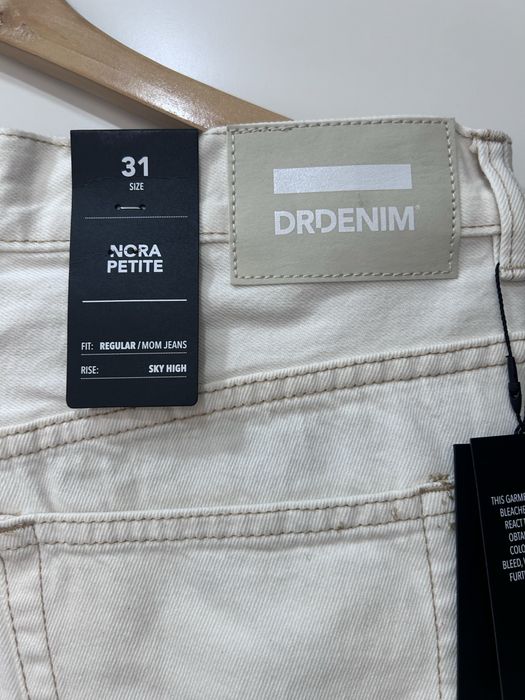 31
SIZE
NORA
PETITE
FIT: REGULAR / MOM JEANS
RISE: SKY HIGH
DRDENIM®
THIS GARME
BLEACHE
REACT
OBTA
COLO
BLEED,
FURT